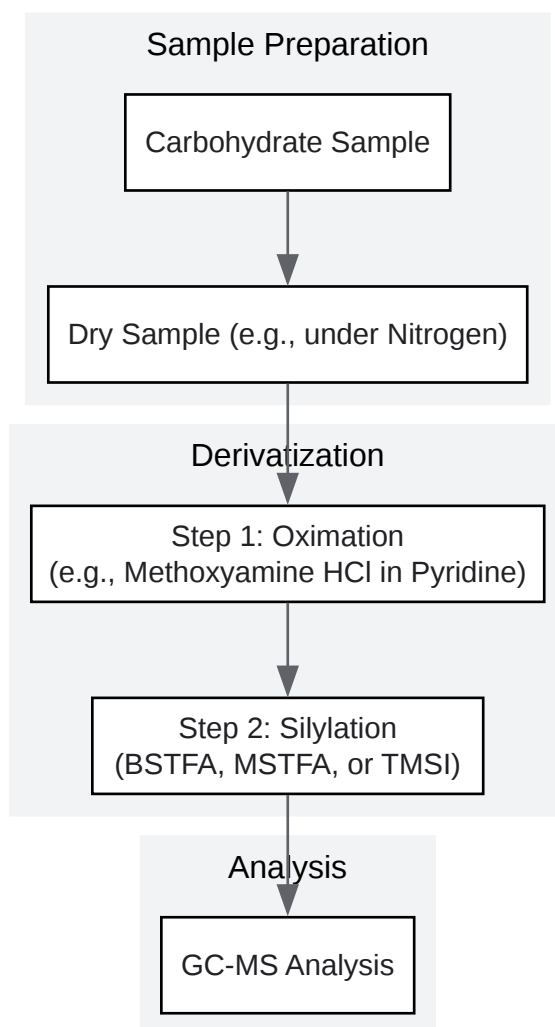 Sample Preparation
Carbohydrate Sample
Dry Sample (e.g., under Nitrogen)
Derivatization
Step 1: Oximation
(e.g., Methoxyamine HCl in Pyridine)
Step 2: Silylation
(BSTFA, MSTFA, or TMSI)
Analysis
GC-MS Analysis